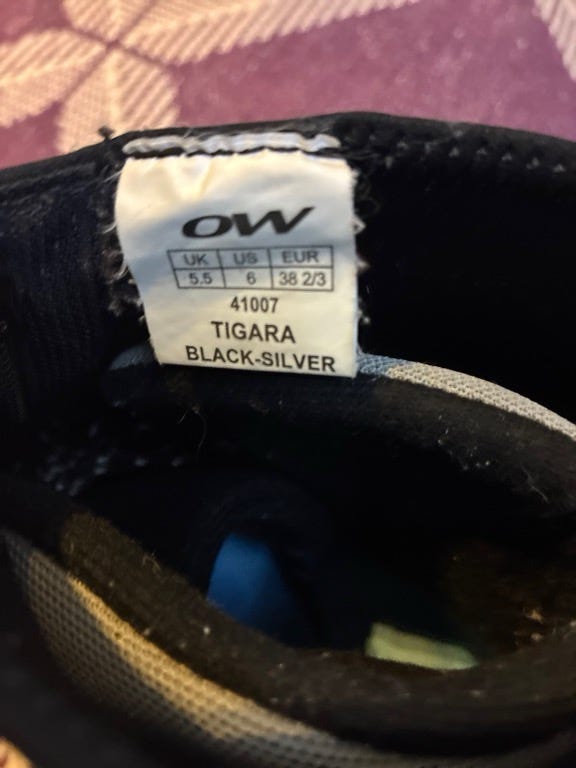 OW
UK US EUR
5.5 6 38 2/3
41007
TIGARA
BLACK-SILVER